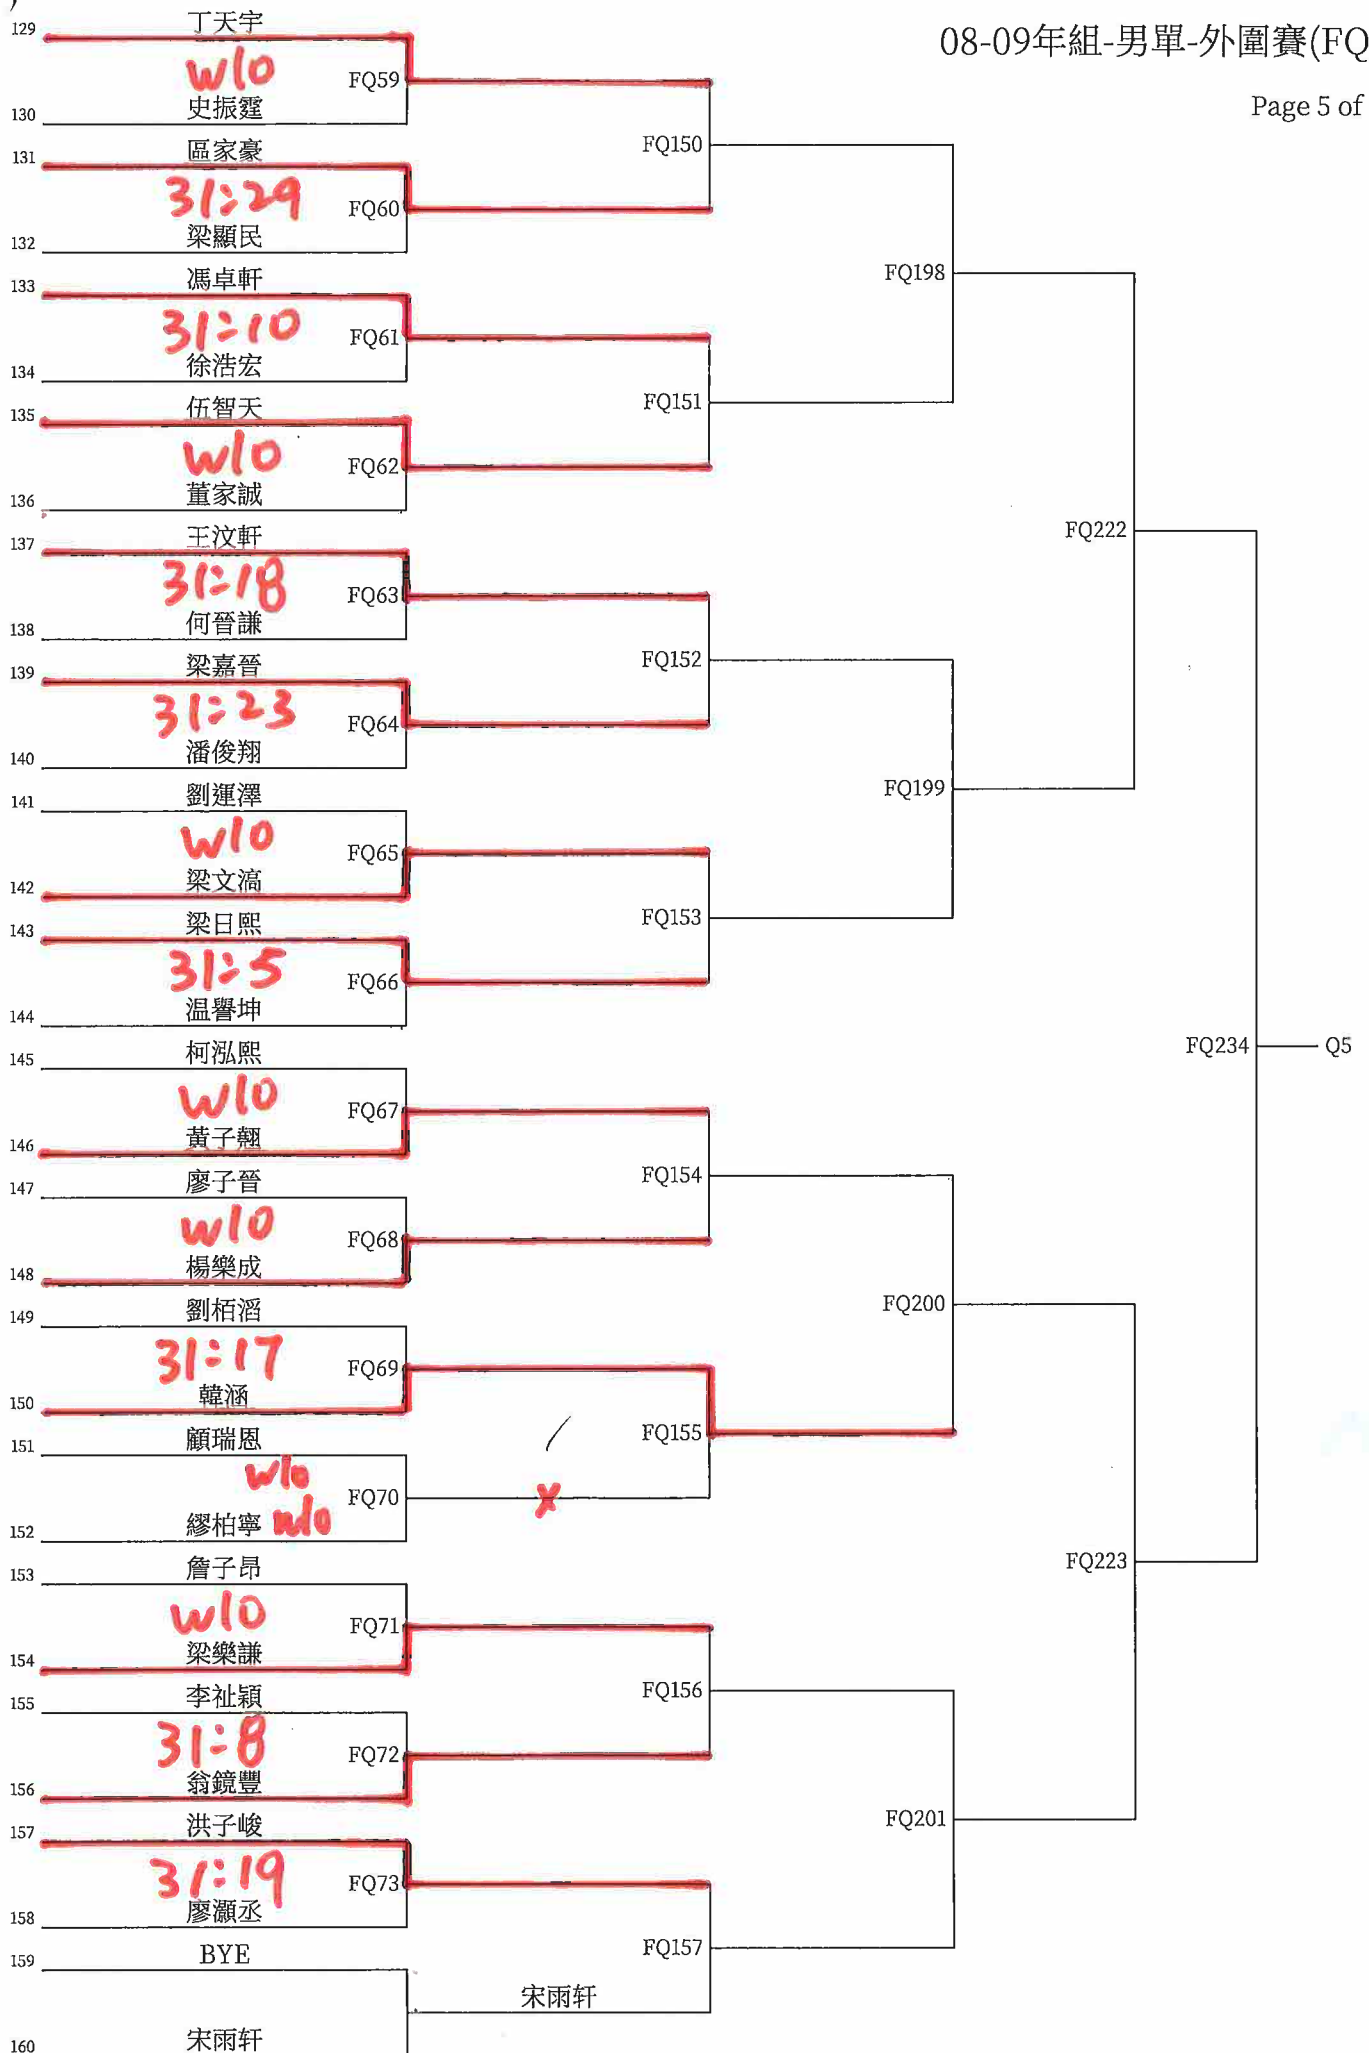 08-09年組-男單-外圍賽(FQ
Page 5 of
129 丁天宇
w/o FQ59
130 史振霆
FQ150
131 區家豪
31:29 FQ60
132 梁顯民
FQ198
133 馮卓軒
31:10 FQ61
134 徐浩宏
FQ151
135 伍智天
w/o FQ62
136 董家誠
FQ222
137 王汶軒
31:18 FQ63
138 何晉謙
FQ152
139 梁嘉晉
31:23 FQ64
140 潘俊翔
FQ199
141 劉運澤
w/o FQ65
142 梁文滈
FQ153
143 梁日熙
31:5 FQ66
144 温譽坤
FQ234 Q5
145 柯泓熙
w/o FQ67
146 黃子翹
FQ154
147 廖子晉
w/o FQ68
148 楊樂成
FQ200
149 劉栢滔
31:17 FQ69
150 韓涵
FQ155
151 顧瑞恩
w/o FQ70 x
152 繆柏寧 w/o
FQ223
153 詹子昂
w/o FQ71
154 梁樂謙
FQ156
155 李祉穎
31:8 FQ72
156 翁鏡豐
FQ201
157 洪子峻
31:19 FQ73
158 廖灝丞
FQ157
159 BYE
宋雨轩
160 宋雨轩